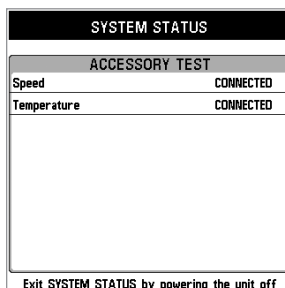 SYSTEM STATUS
ACCESSORY TEST
Speed CONNECTED
Temperature CONNECTED
Exit SYSTEM STATUS by powering the unit off